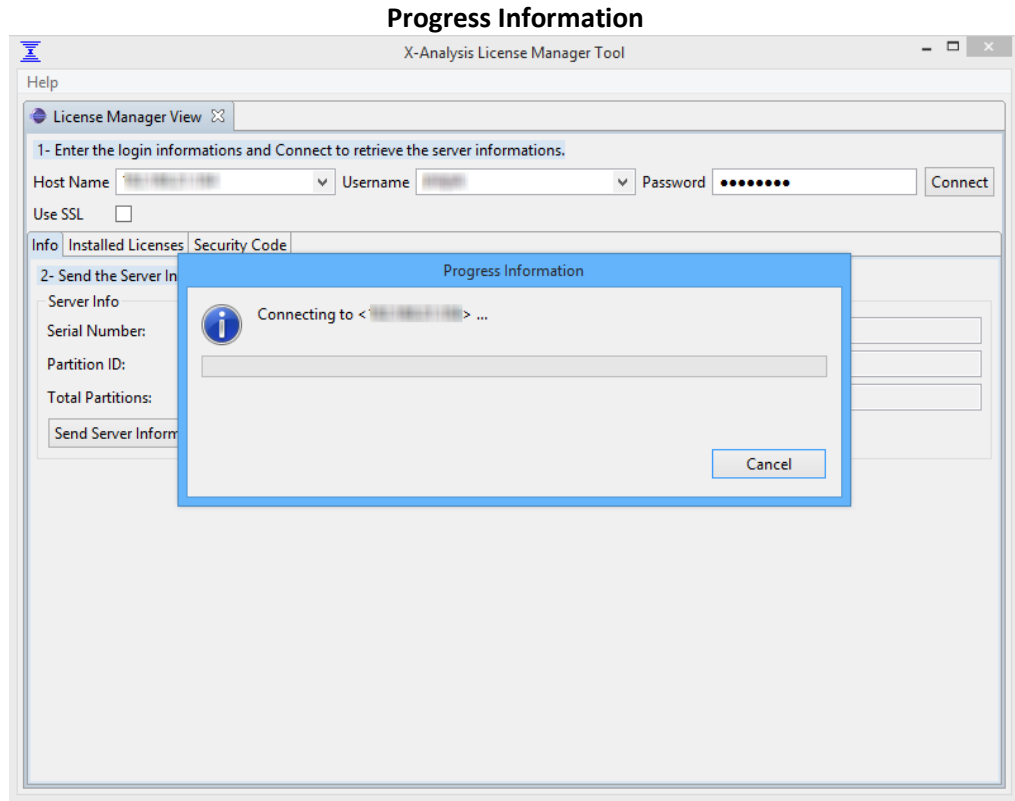 Progress Information
X-Analysis License Manager Tool
Help
License Manager View
1- Enter the login informations and Connect to retrieve the server informations.
Host Name Username Password ●●●●●●●● Connect
Use SSL
Info Installed Licenses Security Code
Progress Information
2- Send the Server In
Server Info
Connecting to < > ...
Serial Number:
Partition ID:
Total Partitions:
Send Server Inform
Cancel